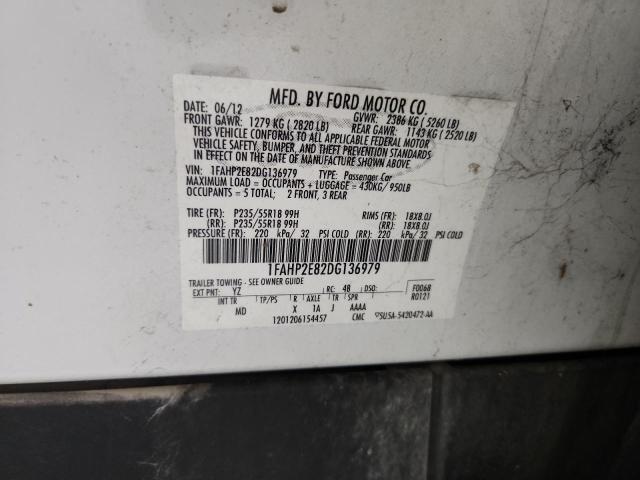 MFD. BY FORD MOTOR CO.
DATE: 06/12 GVWR: 2386 KG ( 5260 LB)
FRONT GAWR: 1279 KG ( 2820 LB) REAR GAWR: 1143 KG ( 2520 LB)
THIS VEHICLE CONFORMS TO ALL APPLICABLE FEDERAL MOTOR
VEHICLE SAFETY, BUMPER, AND THEFT PREVENTION STANDARDS
IN EFFECT ON THE DATE OF MANUFACTURE SHOWN ABOVE.
VIN: 1FAHP2E82DG136979 TYPE: Passenger Car
MAXIMUM LOAD = OCCUPANTS + LUGGAGE = 430KG/ 950LB
OCCUPANTS = 5 TOTAL; 2 FRONT, 3 REAR
TIRE (FR): P235/55R18 99H RIMS (FR): 18X8.0J
(RR): P235/55R18 99H (RR): 18X8.0J
PRESSURE (FR): 220 kPa/ 32 PSI COLD (RR): 220 kPa/ 32 PSI COLD
1FAHP2E82DG136979
TRAILER TOWING - SEE OWNER GUIDE
EXT PNT: YZ RC: 48 DSO: F0068
INT TR TP/PS R AXLE TR SPR R0121
MD X 1A J AAAA
1201206154457 CMC 5U5A-5420472-AA